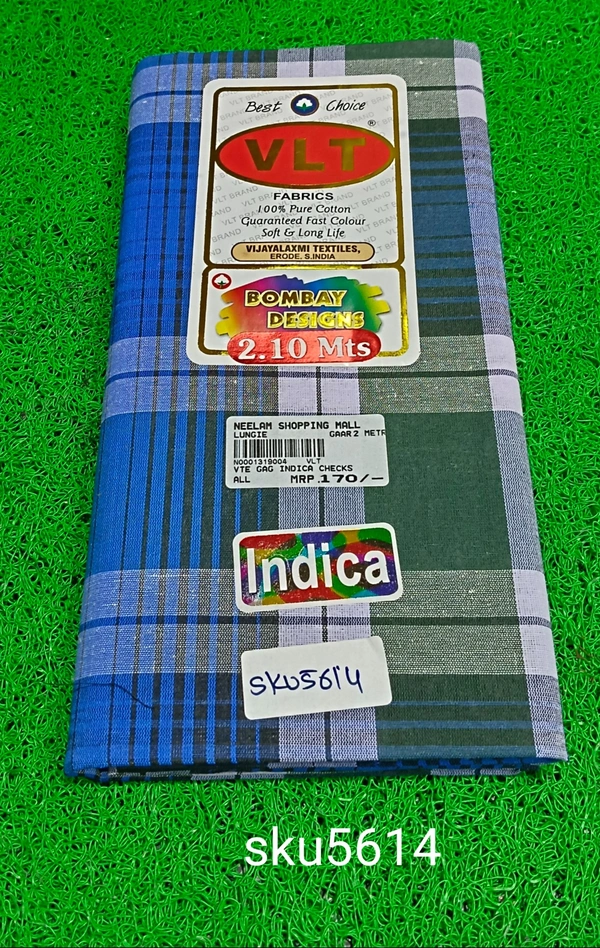 Best Choice
VLT ®
FABRICS
100% Pure Cotton
Guaranteed Fast Colour
Soft & Long Life
VIJAYALAXMI TEXTILES,
ERODE. S.INDIA
BOMBAY
DESIGNS
2.10 Mts
NEELAM SHOPPING MALL
LUNGIE GAAR2 METR
N0001319004 VLT
VTE GAG INDICA CHECKS
ALL MRP.170/-
Indica
SKU5614
sku5614